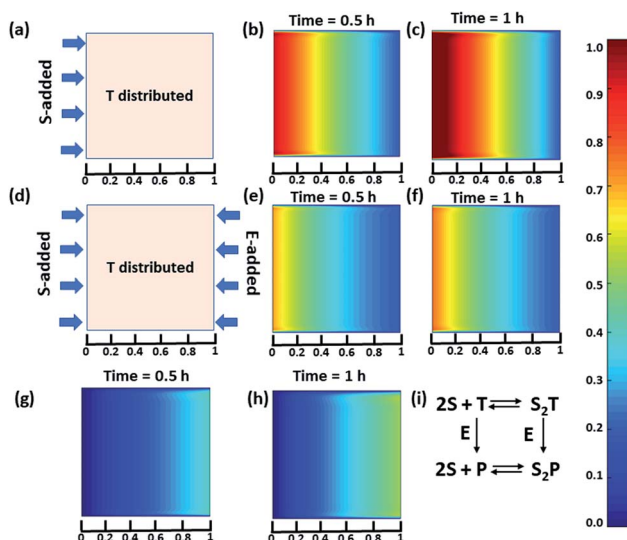 (a)
S-added
T distributed
0 0.2 0.4 0.6 0.8 1
(b)
Time = 0.5 h
0 0.2 0.4 0.6 0.8 1
(c)
Time = 1 h
0 0.2 0.4 0.6 0.8 1
(d)
S-added
T distributed
E-added
0 0.2 0.4 0.6 0.8 1
(e)
Time = 0.5 h
0 0.2 0.4 0.6 0.8 1
(f)
Time = 1 h
0 0.2 0.4 0.6 0.8 1
(g)
Time = 0.5 h
0 0.2 0.4 0.6 0.8 1
(h)
Time = 1 h
0 0.2 0.4 0.6 0.8 1
(i)
2S + T ⇌ S₂T
E E
2S + P ⇌ S₂P
1.0
0.9
0.8
0.7
0.6
0.5
0.4
0.3
0.2
0.1
0.0